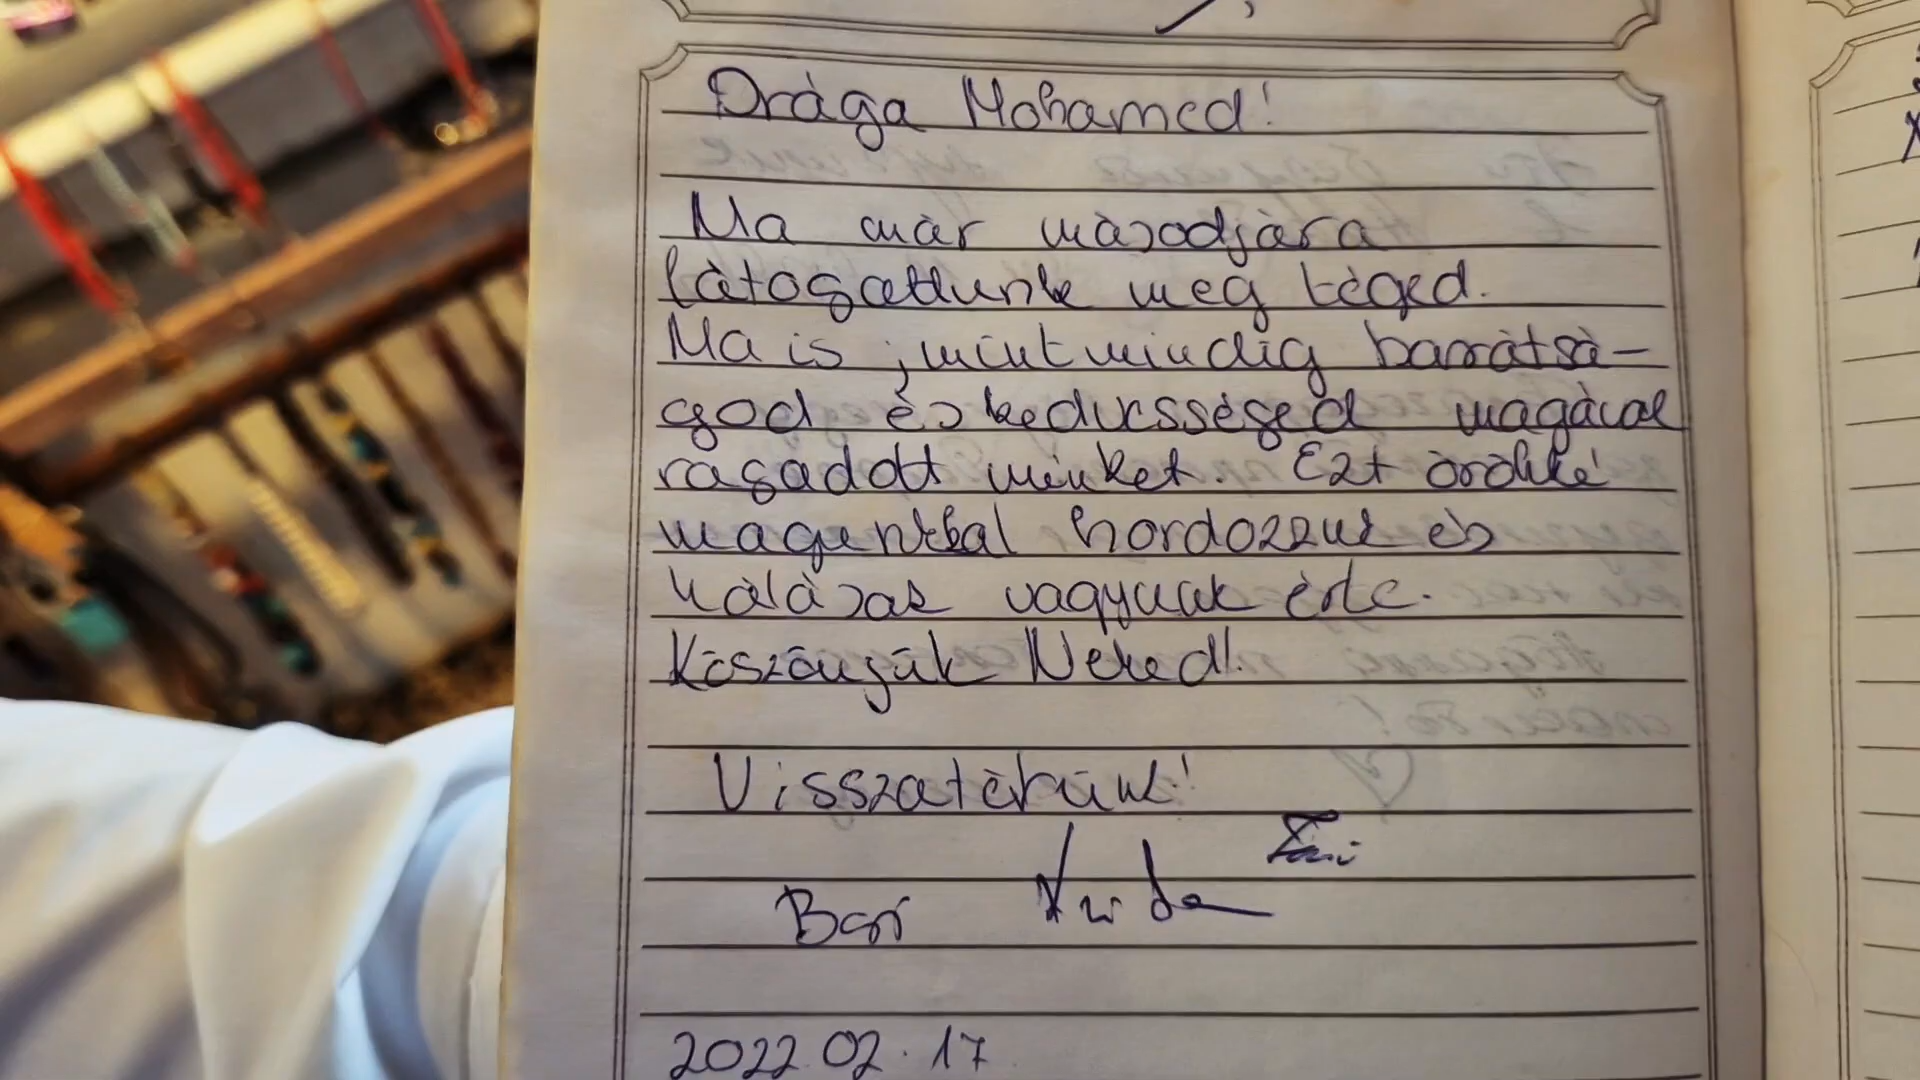 Drága Mohamed!
Ma már másodjára
látogattunk meg téged.
Ma is, mint mindig barátsá-
god és kedvessséged magával
ragadott minket. Ezt örökké
magunkkal hordozzuk és
hálásak vagyunk érte.
Köszönjük Neked!
Visszatérünk!
2022.02.17